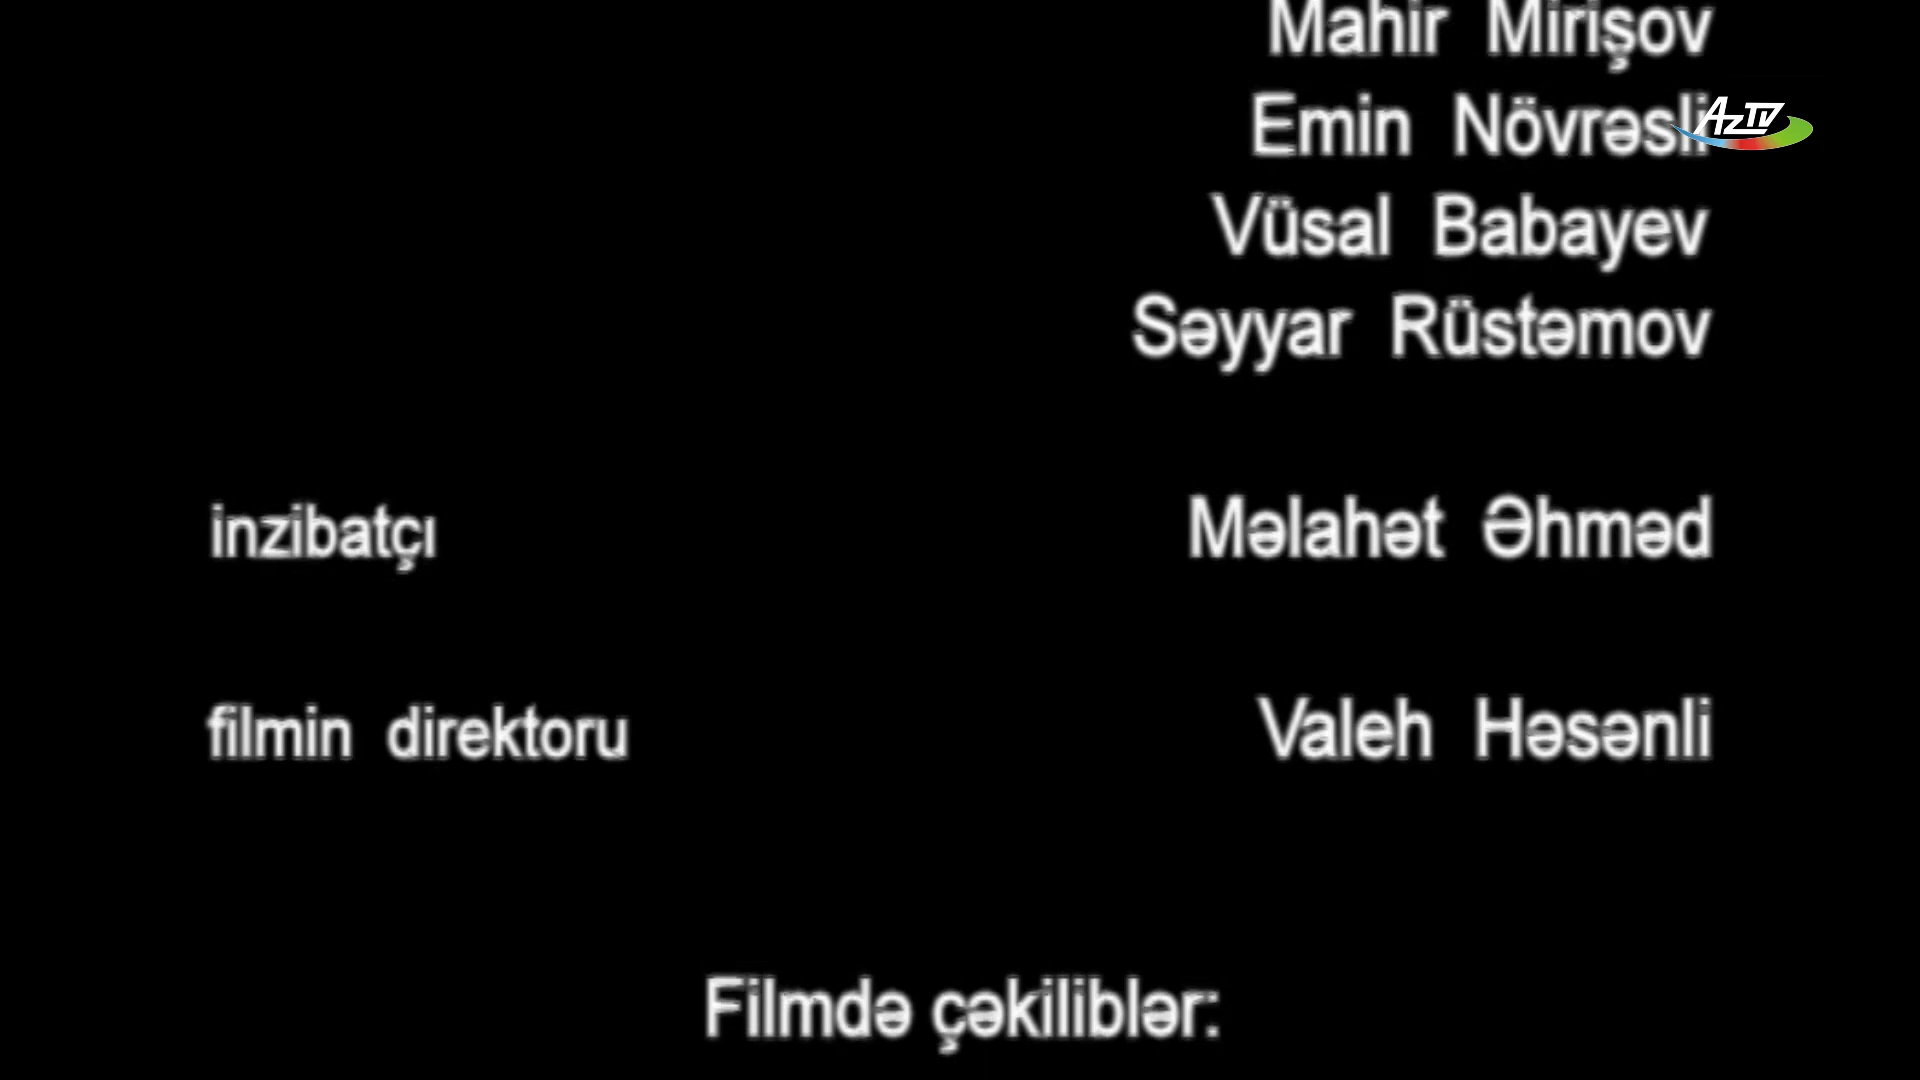 Mahir Mirişov
Emin Növrəsli
AzTV
Vüsal Babayev
Səyyar Rüstəmov
inzibatçı Məlahət Əhməd
filmin direktoru Valeh Həsənli
Filmdə çəkiliblər: